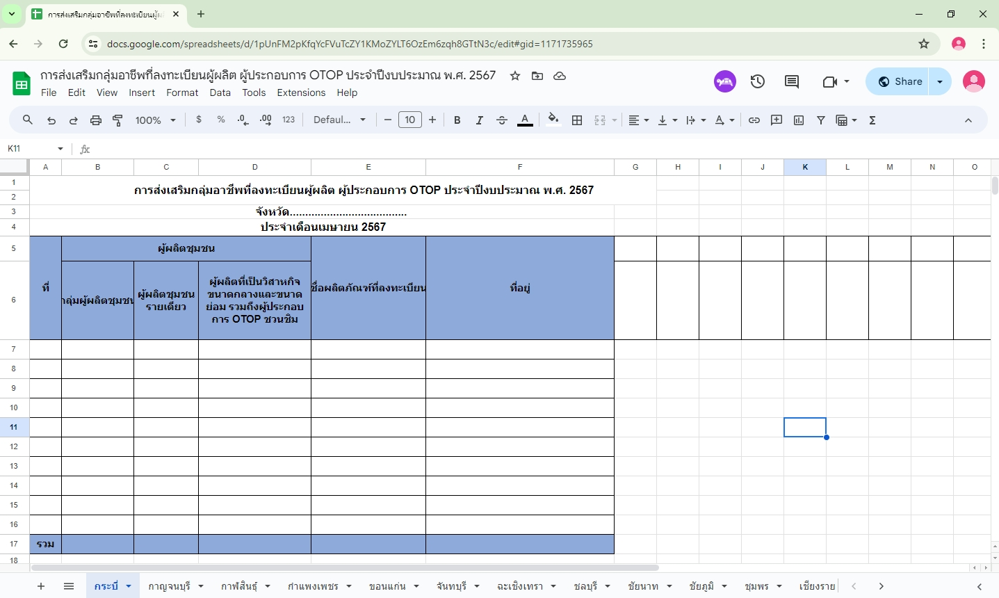 การส่งเสริมกลุ่มอาชีพที่ลงทะเบียนผู้ผ
docs.google.com/spreadsheets/d/1pUnFM2pKfqYcFVuTcZY1KMoZYLT6OzEm6zqh8GTtN3c/edit#gid=1171735965
การส่งเสริมกลุ่มอาชีพที่ลงทะเบียนผู้ผลิต ผู้ประกอบการ OTOP ประจำปีงบประมาณ พ.ศ. 2567
File Edit View Insert Format Data Tools Extensions Help
Share
100% $ % .0 .00 123 Defaul... 10 B I A
K11 fx
A B C D E F G H I J K L M N O
1
การส่งเสริมกลุ่มอาชีพที่ลงทะเบียนผู้ผลิต ผู้ประกอบการ OTOP ประจำปีงบประมาณ พ.ศ. 2567
2
3 จังหวัด......................................
4 ประจำเดือนเมษายน 2567
5 ผู้ผลิตชุมชน
6 ที่
กลุ่มผู้ผลิตชุมชน
ผู้ผลิตชุมชน
รายเดียว
ผู้ผลิตที่เป็นวิสาหกิจ
ขนาดกลางและขนาด
ย่อม รวมถึงผู้ประกอบ
การ OTOP ชวนชิม
ชื่อผลิตภัณฑ์ที่ลงทะเบียน
ที่อยู่
7
8
9
10
11
12
13
14
15
16
17 รวม
18
กระบี่ กาญจนบุรี กาฬสินธุ์ กำแพงเพชร ขอนแก่น จันทบุรี ฉะเชิงเทรา ชลบุรี ชัยนาท ชัยภูมิ ชุมพร เชียงราย